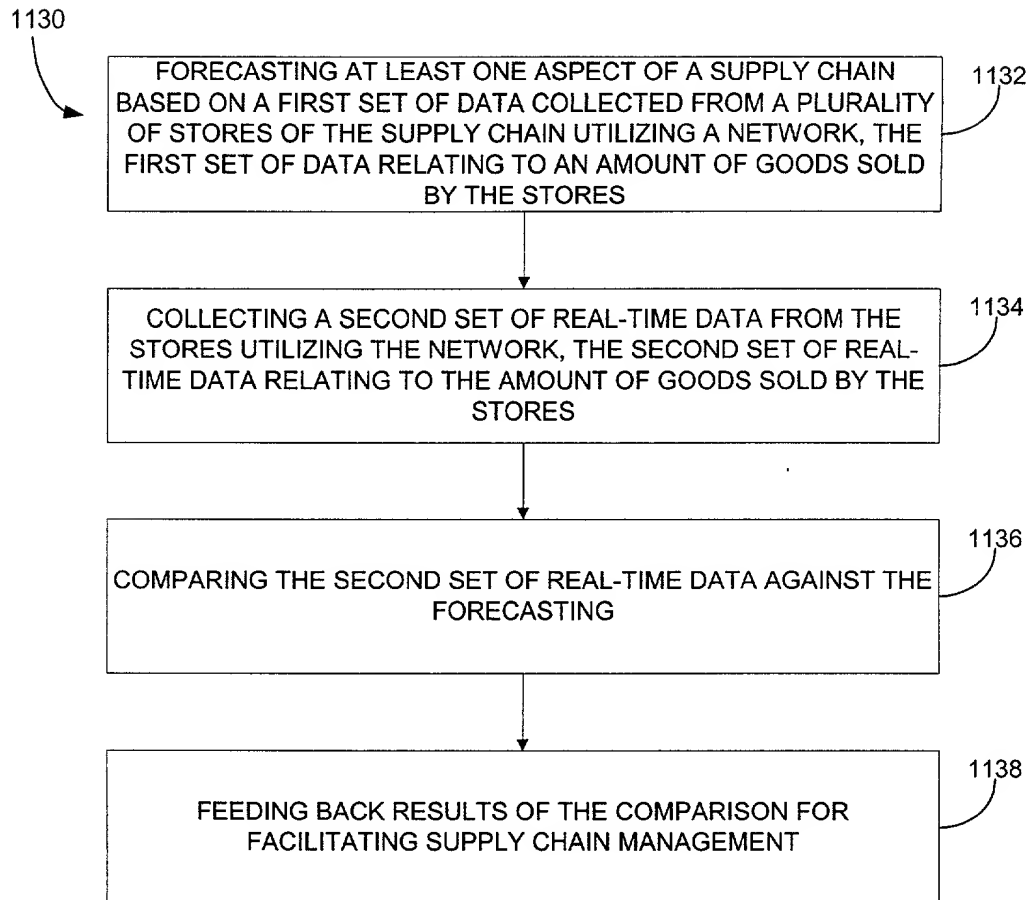 1130
FORECASTING AT LEAST ONE ASPECT OF A SUPPLY CHAIN
BASED ON A FIRST SET OF DATA COLLECTED FROM A PLURALITY
OF STORES OF THE SUPPLY CHAIN UTILIZING A NETWORK, THE
FIRST SET OF DATA RELATING TO AN AMOUNT OF GOODS SOLD
BY THE STORES
1132
COLLECTING A SECOND SET OF REAL-TIME DATA FROM THE
STORES UTILIZING THE NETWORK, THE SECOND SET OF REAL-
TIME DATA RELATING TO THE AMOUNT OF GOODS SOLD BY THE
STORES
1134
COMPARING THE SECOND SET OF REAL-TIME DATA AGAINST THE
FORECASTING
1136
FEEDING BACK RESULTS OF THE COMPARISON FOR
FACILITATING SUPPLY CHAIN MANAGEMENT
1138